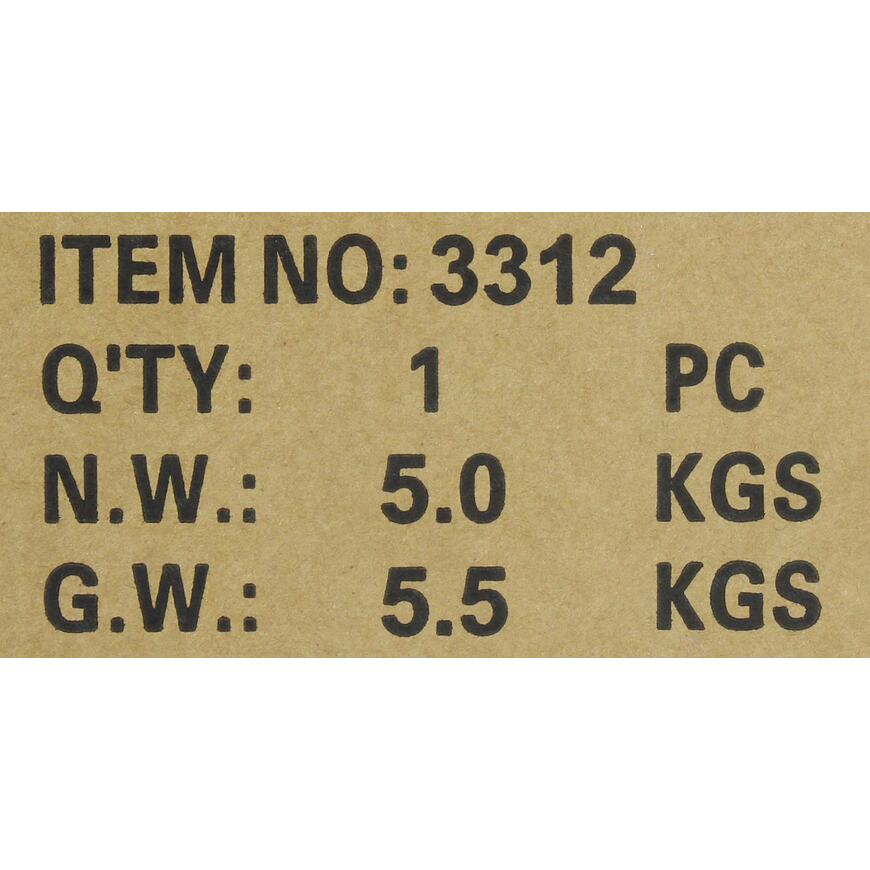 ITEM NO: 3312
Q'TY: 1 PC
N.W.: 5.0 KGS
G.W.: 5.5 KGS